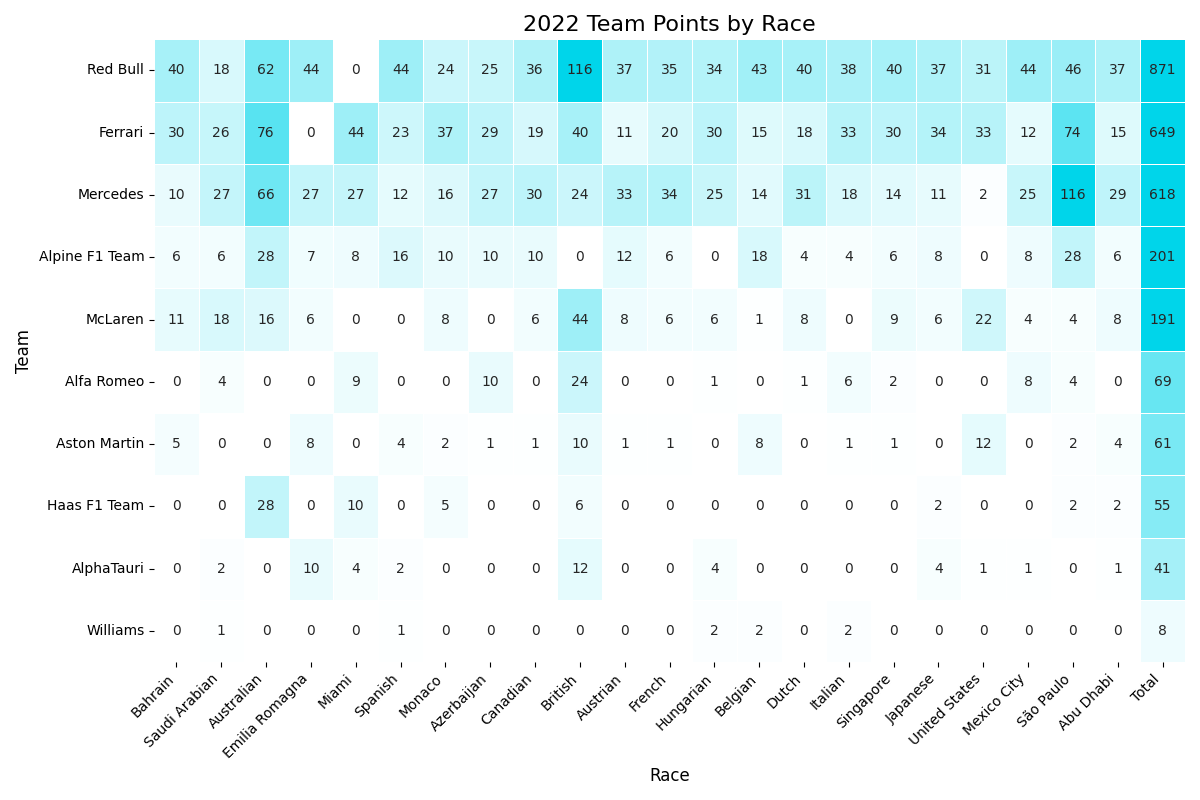 2022 Team Points by Race
Team
Red Bull 40 18 62 44 0 44 24 25 36 116 37 35 34 43 40 38 40 37 31 44 46 37 871
Ferrari 30 26 76 0 44 23 37 29 19 40 11 20 30 15 18 33 30 34 33 12 74 15 649
Mercedes 10 27 66 27 27 12 16 27 30 24 33 34 25 14 31 18 14 11 2 25 116 29 618
Alpine F1 Team 6 6 28 7 8 16 10 10 10 0 12 6 0 18 4 4 6 8 0 8 28 6 201
McLaren 11 18 16 6 0 0 8 0 6 44 8 6 6 1 8 0 9 6 22 4 4 8 191
Alfa Romeo 0 4 0 0 9 0 0 10 0 24 0 0 1 0 1 6 2 0 0 8 4 0 69
Aston Martin 5 0 0 8 0 4 2 1 1 10 1 1 0 8 0 1 1 0 12 0 2 4 61
Haas F1 Team 0 0 28 0 10 0 5 0 0 6 0 0 0 0 0 0 0 2 0 0 2 2 55
AlphaTauri 0 2 0 10 4 2 0 0 0 12 0 0 4 0 0 0 0 4 1 1 0 1 41
Williams 0 1 0 0 0 1 0 0 0 0 0 0 2 2 0 2 0 0 0 0 0 0 8
Bahrain Saudi Arabian Australian Emilia Romagna Miami Spanish Monaco Azerbaijan Canadian British Austrian French Hungarian Belgian Dutch Italian Singapore Japanese United States Mexico City São Paulo Abu Dhabi Total
Race